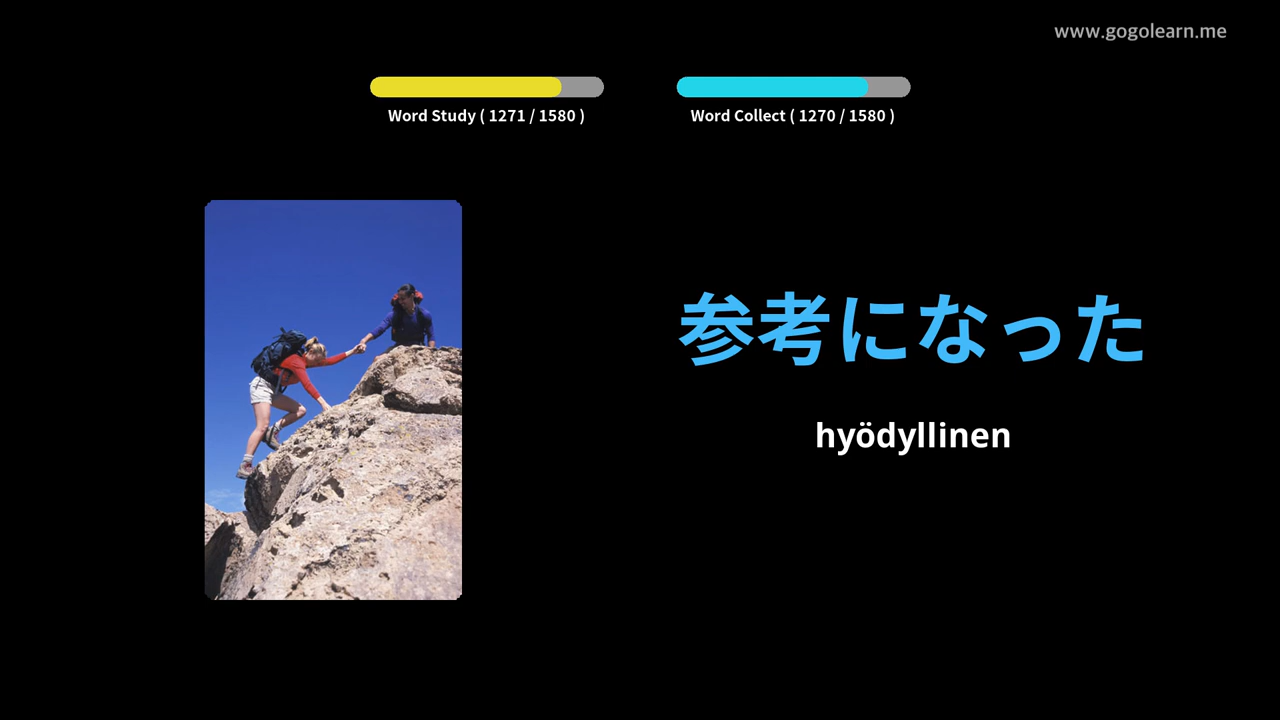 www.gogolearn.me
Word Study ( 1271 / 1580 )
Word Collect ( 1270 / 1580 )
参考になった
hyödyllinen